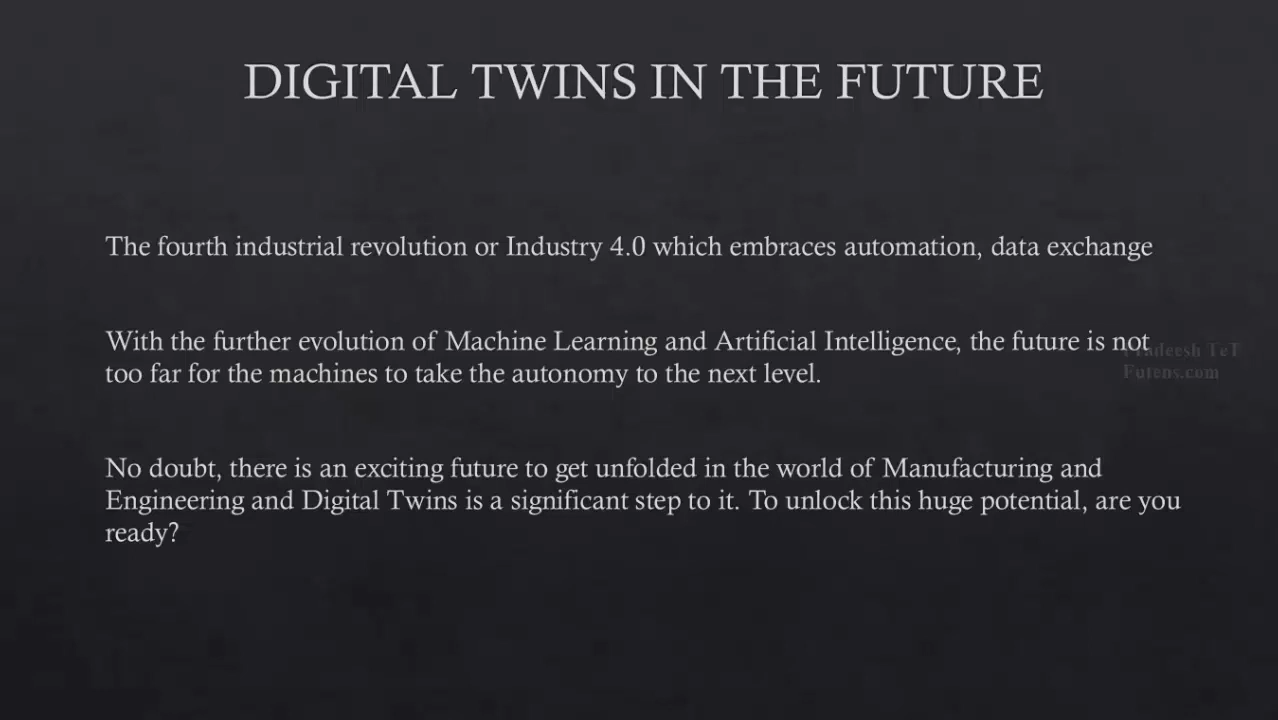 DIGITAL TWINS IN THE FUTURE
The fourth industrial revolution or Industry 4.0 which embraces automation, data exchange
With the further evolution of Machine Learning and Artificial Intelligence, the future is not
too far for the machines to take the autonomy to the next level.
TeT
Futens.com
No doubt, there is an exciting future to get unfolded in the world of Manufacturing and
Engineering and Digital Twins is a significant step to it. To unlock this huge potential, are you
ready?